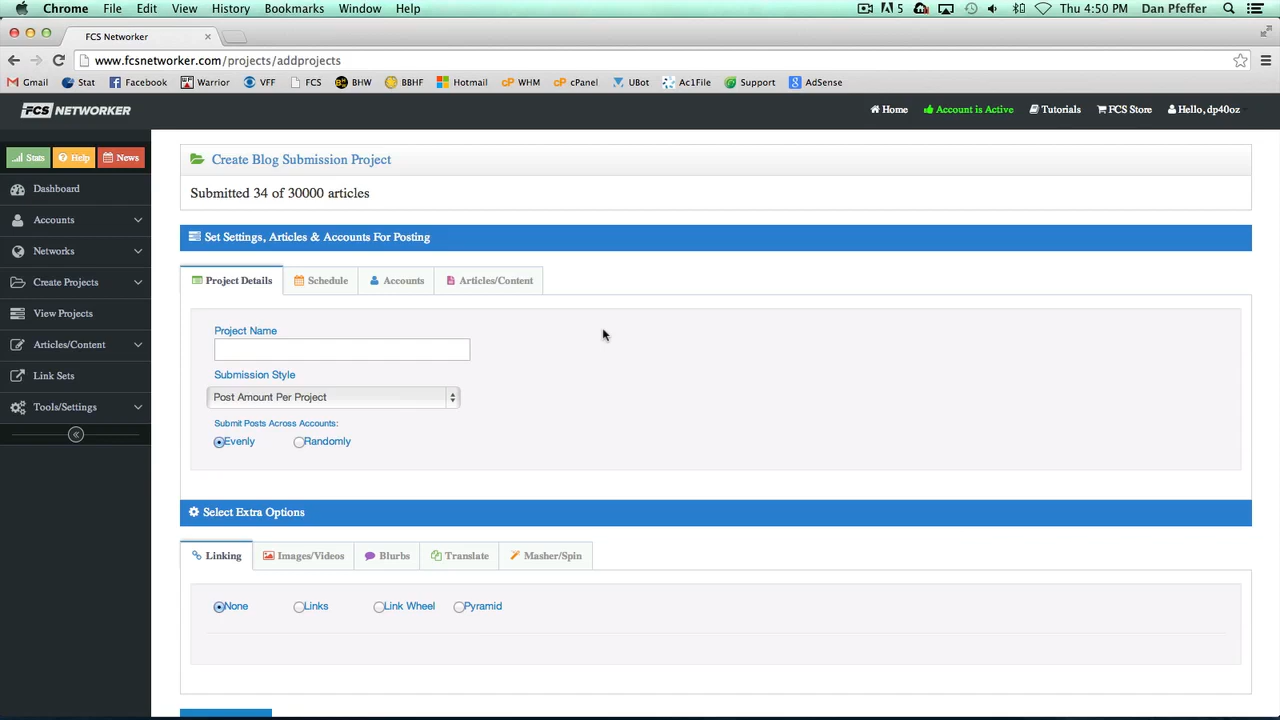 Chrome File Edit View History Bookmarks Window Help 5 Thu 4:50 PM Dan Pfeffer
FCS Networker
www.fcsnetworker.com/projects/addprojects
Gmail Stat Facebook Warrior VFF FCS BHW BBHF Hotmail WHM cPanel UBot Ac1File Support AdSense
FCS NETWORKER Home Account is Active Tutorials FCS Store Hello, dp40oz
Stats Help News
Dashboard
Accounts
Networks
Create Projects
View Projects
Articles/Content
Link Sets
Tools/Settings
Create Blog Submission Project
Submitted 34 of 30000 articles
Set Settings, Articles & Accounts For Posting
Project Details Schedule Accounts Articles/Content
Project Name
Submission Style
Post Amount Per Project
Submit Posts Across Accounts:
Evenly Randomly
Select Extra Options
Linking Images/Videos Blurbs Translate Masher/Spin
None Links Link Wheel Pyramid